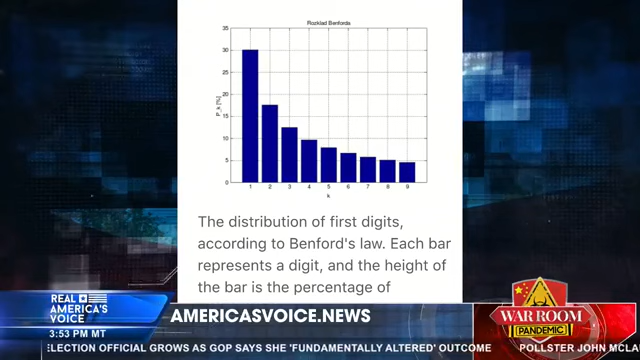 Rozklad Benforda
P_k [%]
35
30
25
20
15
10
5
0
1 2 3 4 5 6 7 8 9
k
The distribution of first digits,
according to Benford's law. Each bar
represents a digit, and the height of
the bar is the percentage of
REAL
AMERICA'S
VOICE
3:53 PM MT
AMERICASVOICE.NEWS
WAR ROOM
PANDEMIC
ELECTION OFFICIAL GROWS AS GOP SAYS SHE 'FUNDAMENTALLY ALTERED' OUTCOME POLLSTER JOHN MCLA